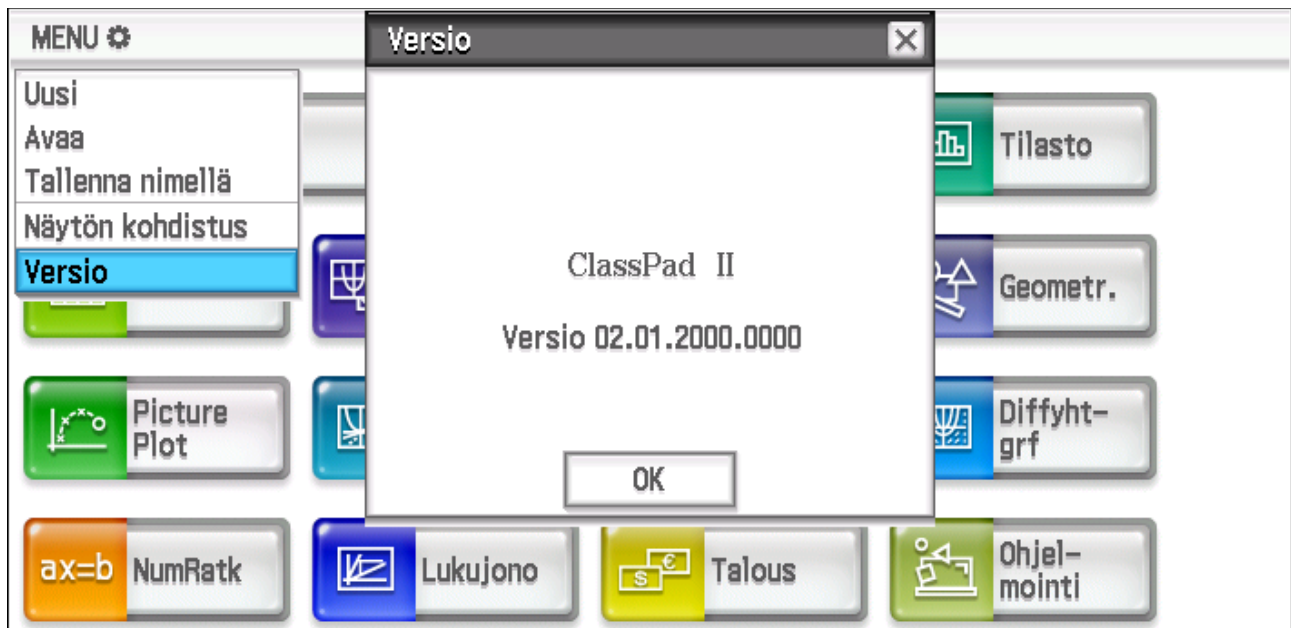 MENU
Versio
Uusi
Avaa
Tallenna nimellä
Näytön kohdistus
Versio
ClassPad II
Versio 02.01.2000.0000
OK
Tilasto
Geometr.
Picture
Plot
Diffyht-
grf
ax=b NumRatk
Lukujono
$ € Talous
Ohjel-
mointi